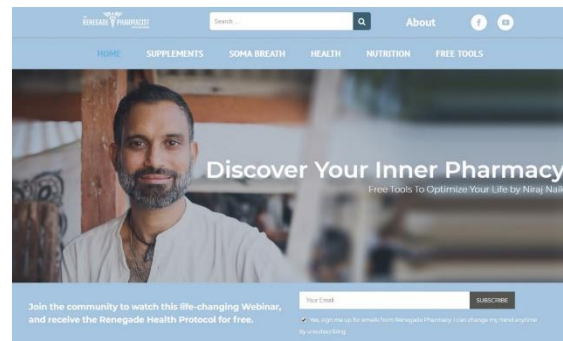 THE
RENEGADE PHARMACIST
Search ...
About
HOME
SUPPLEMENTS
SOMA BREATH
HEALTH
NUTRITION
FREE TOOLS
Discover Your Inner Pharmacy
Free Tools To Optimize Your Life by Niraj Naik
Join the community to watch this life-changing Webinar,
and receive the Renegade Health Protocol for free.
Your Email
SUBSCRIBE
Yes, sign me up for emails from Renegade Pharmacy. I can change my mind anytime
by unsubscribing.